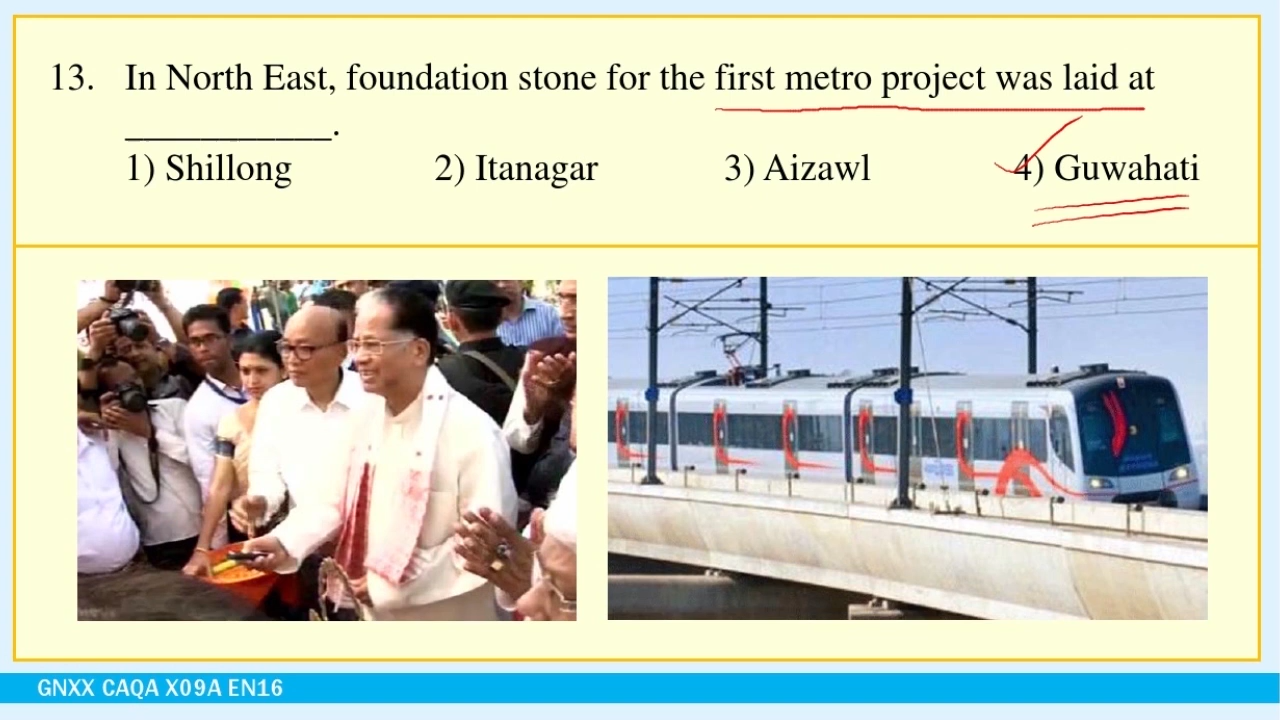 13. In North East, foundation stone for the first metro project was laid at
___________.
1) Shillong 2) Itanagar 3) Aizawl 4) Guwahati
GNXX CAQA X09A EN16